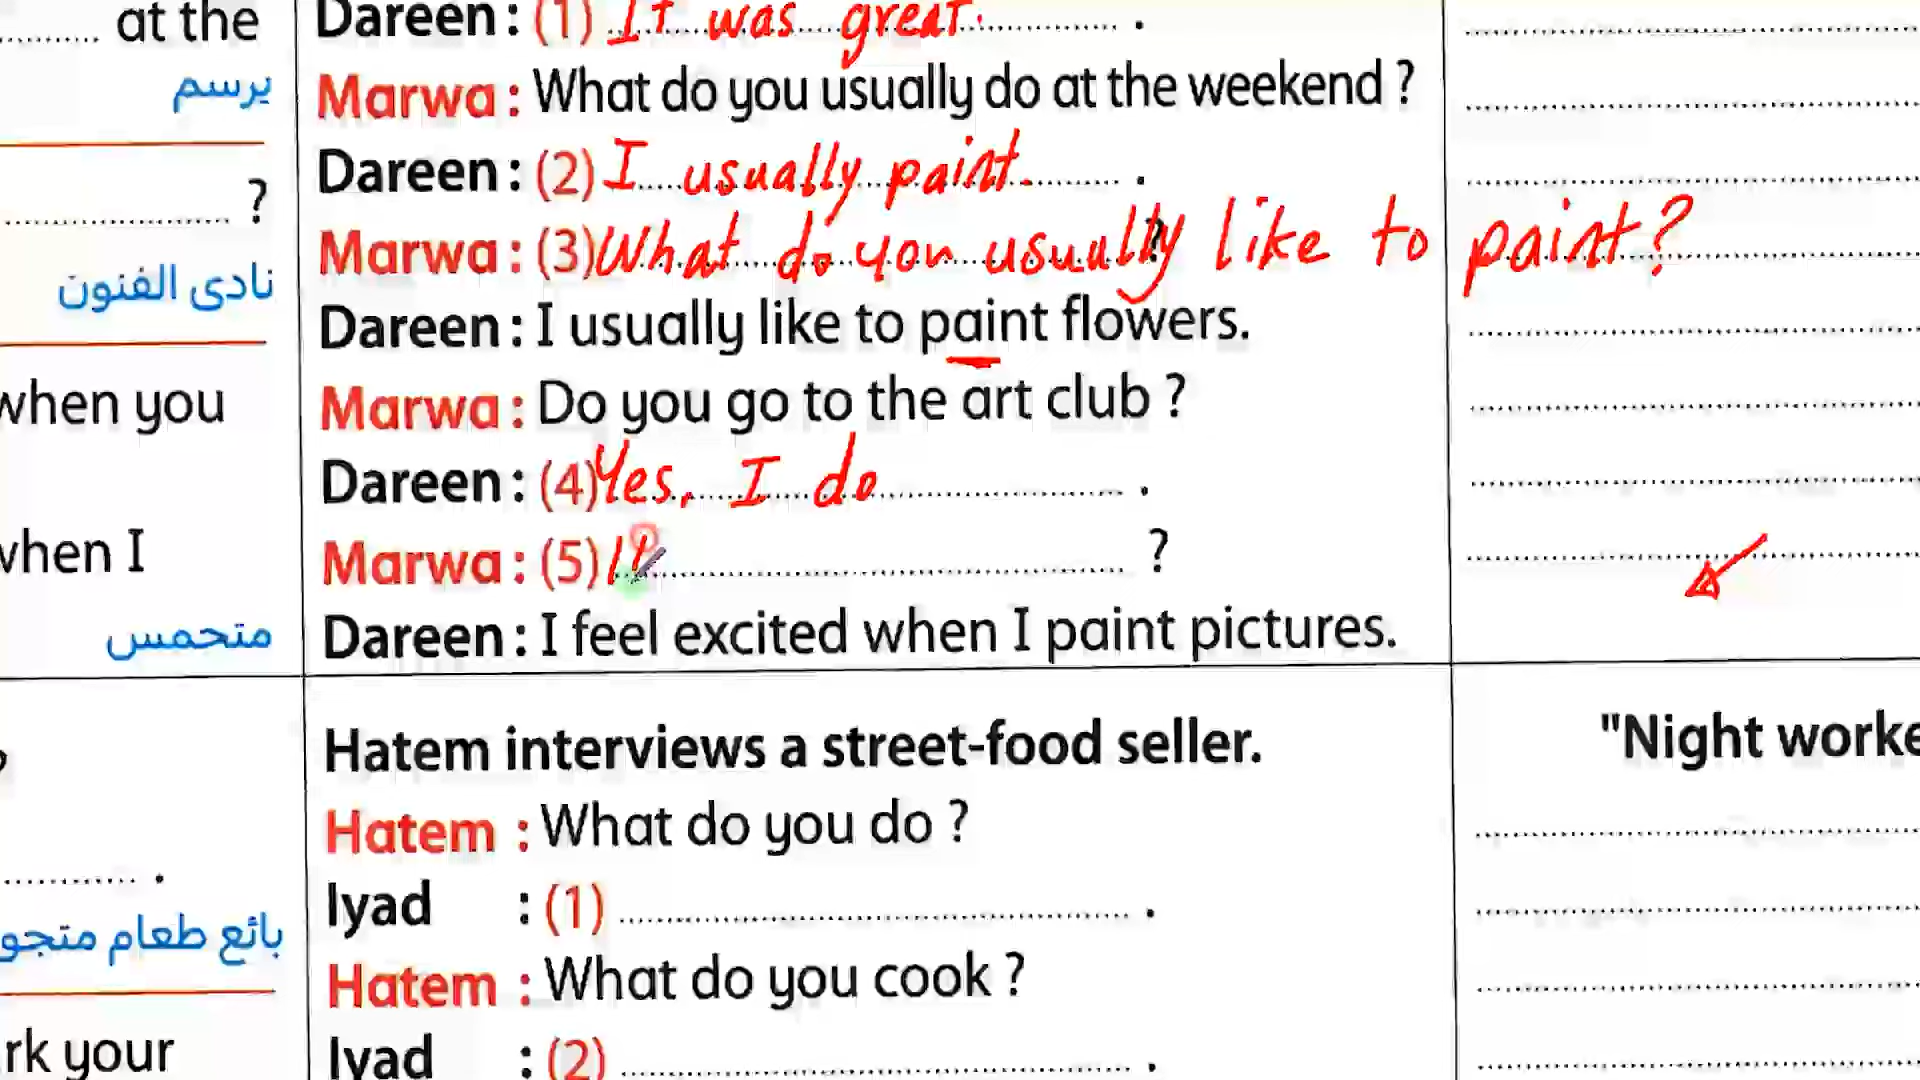 ............ at the
يرسم
............ ?
نادى الفنون
when you
when I
متحمس
............ .
بائع طعام متجو
rk your
Dareen : (1) It was great. .
Marwa : What do you usually do at the weekend ?
Dareen : (2) I usually paint. .
Marwa : (3) What do you usually like to paint?
Dareen : I usually like to paint flowers.
Marwa : Do you go to the art club ?
Dareen : (4) Yes, I do .
Marwa : (5) ............ ?
Dareen : I feel excited when I paint pictures.
Hatem interviews a street-food seller.
Hatem : What do you do ?
Iyad : (1) ............ .
Hatem : What do you cook ?
Iyad : (2) ............ .
"Night worke